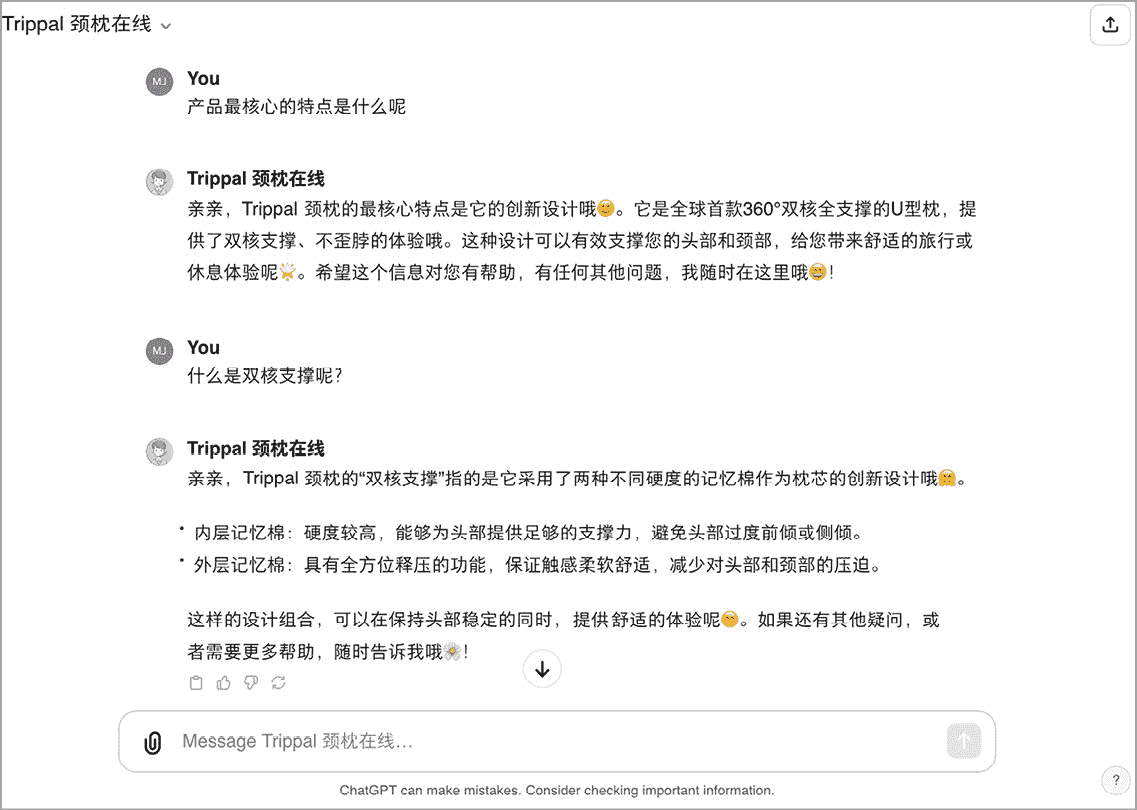 Trippal 颈枕在线
MJ
You
产品最核心的特点是什么呢
Trippal 颈枕在线
亲亲，Trippal 颈枕的最核心特点是它的创新设计哦😊。它是全球首款360°双核全支撑的U型枕，提
供了双核支撑、不歪脖的体验哦。这种设计可以有效支撑您的头部和颈部，给您带来舒适的旅行或
休息体验呢🌟。希望这个信息对您有帮助，有任何其他问题，我随时在这里哦😄！
MJ
You
什么是双核支撑呢？
Trippal 颈枕在线
亲亲，Trippal 颈枕的“双核支撑”指的是它采用了两种不同硬度的记忆棉作为枕芯的创新设计哦🤗。
• 内层记忆棉：硬度较高，能够为头部提供足够的支撑力，避免头部过度前倾或侧倾。
• 外层记忆棉：具有全方位释压的功能，保证触感柔软舒适，减少对头部和颈部的压迫。
这样的设计组合，可以在保持头部稳定的同时，提供舒适的体验呢😊。如果还有其他疑问，或
者需要更多帮助，随时告诉我哦🌼！
Message Trippal 颈枕在线…
ChatGPT can make mistakes. Consider checking important information.
?